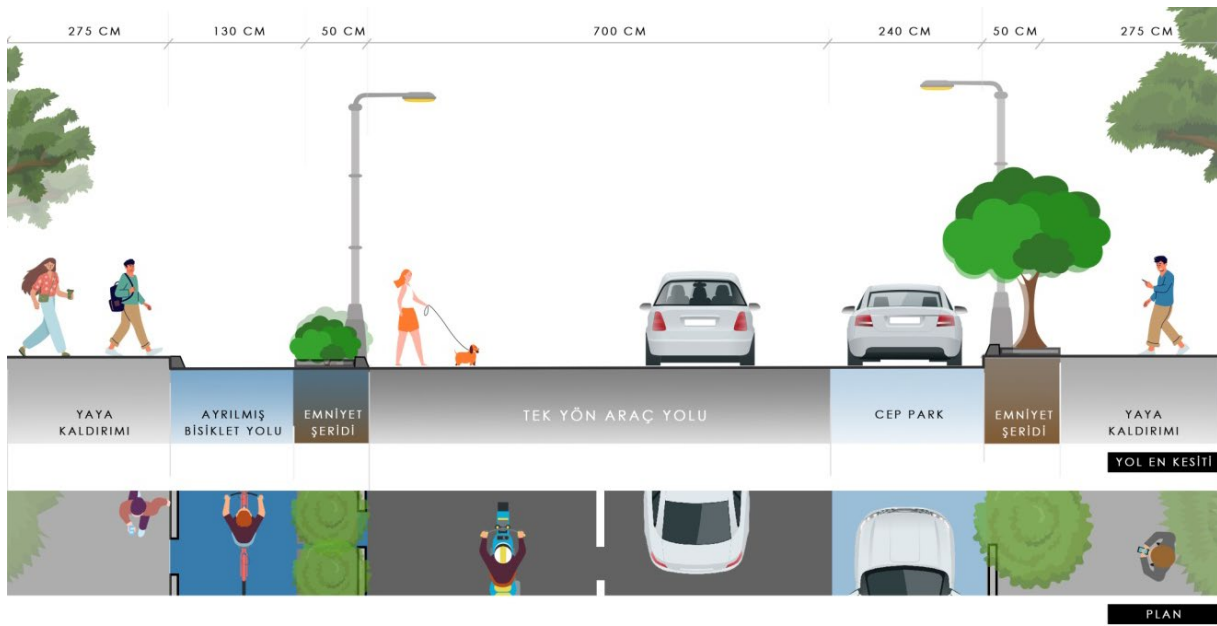 275 CM
130 CM
50 CM
700 CM
240 CM
50 CM
275 CM
YAYA
KALDIRIMI
AYRILMIŞ
BİSİKLET YOLU
EMNİYET
ŞERİDİ
TEK YÖN ARAÇ YOLU
CEP PARK
EMNİYET
ŞERİDİ
YAYA
KALDIRIMI
YOL EN KESİTİ
PLAN